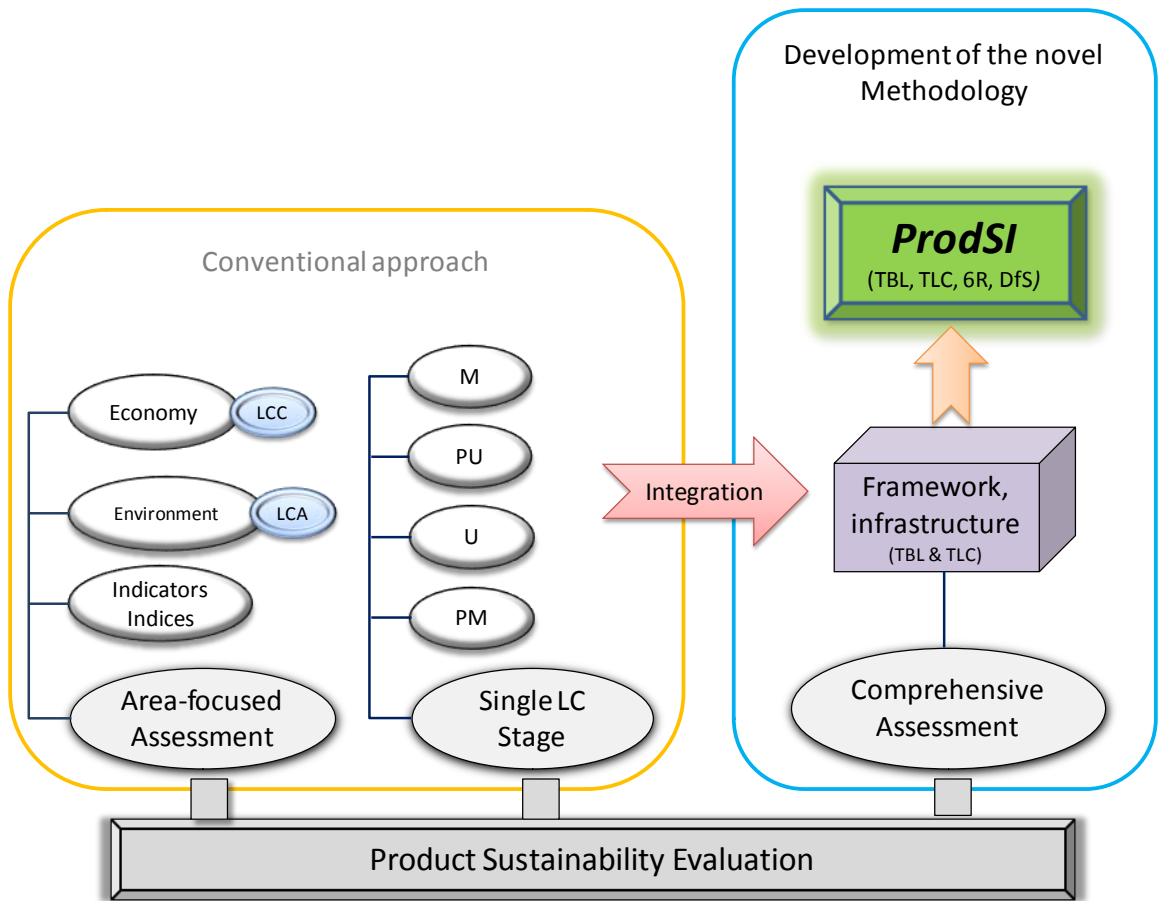 Development of the novel
Methodology
ProdSI
(TBL, TLC, 6R, DfS)
Conventional approach
Economy
LCC
Environment
LCA
Indicators
Indices
Area-focused
Assessment
M
PU
U
PM
Single LC
Stage
Integration
Framework,
infrastructure
(TBL & TLC)
Comprehensive
Assessment
Product Sustainability Evaluation